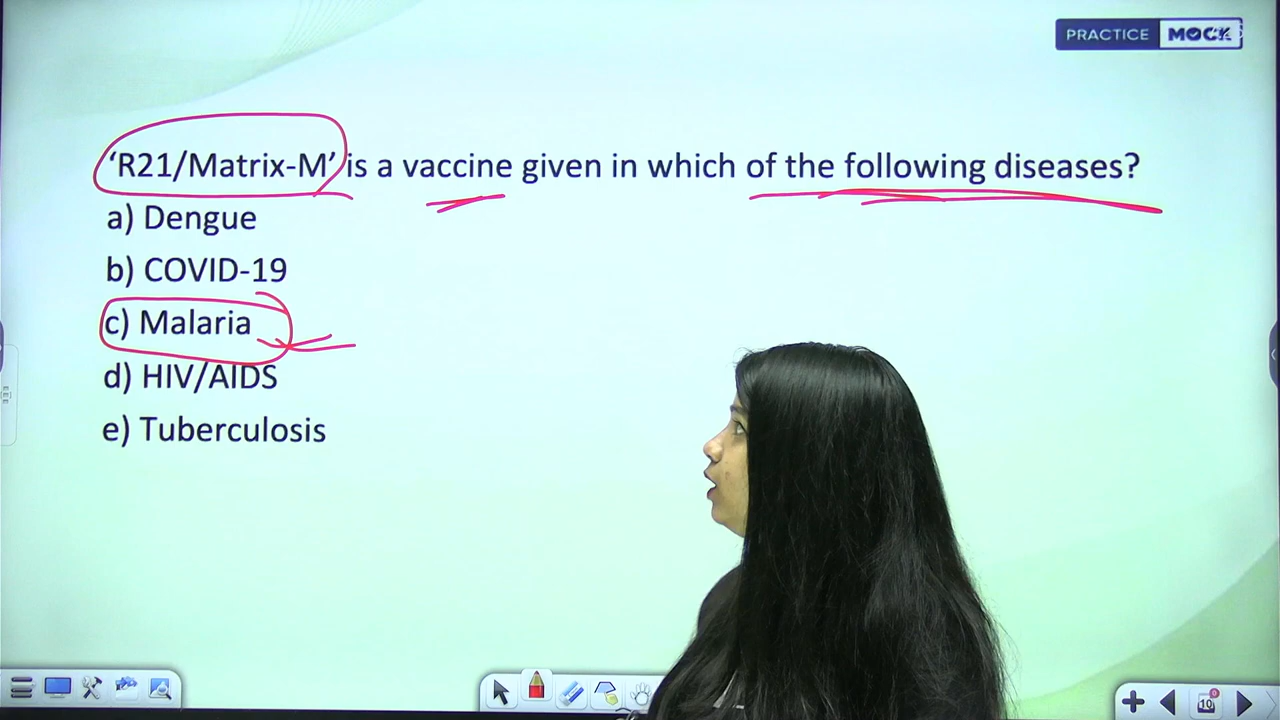 PRACTICE MOCK
‘R21/Matrix-M’ is a vaccine given in which of the following diseases?
a) Dengue
b) COVID-19
c) Malaria
d) HIV/AIDS
e) Tuberculosis
10